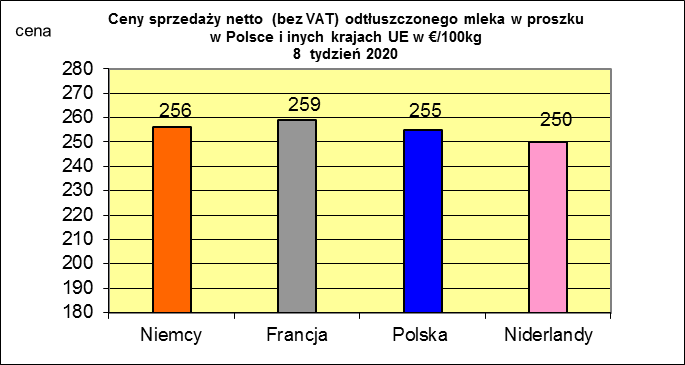 Ceny sprzedaży netto (bez VAT) odtłuszczonego mleka w proszku
w Polsce i inych krajach UE w €/100kg
8 tydzień 2020
cena
280
270
260
250
240
230
220
210
200
190
180
256
259
255
250
Niemcy
Francja
Polska
Niderlandy